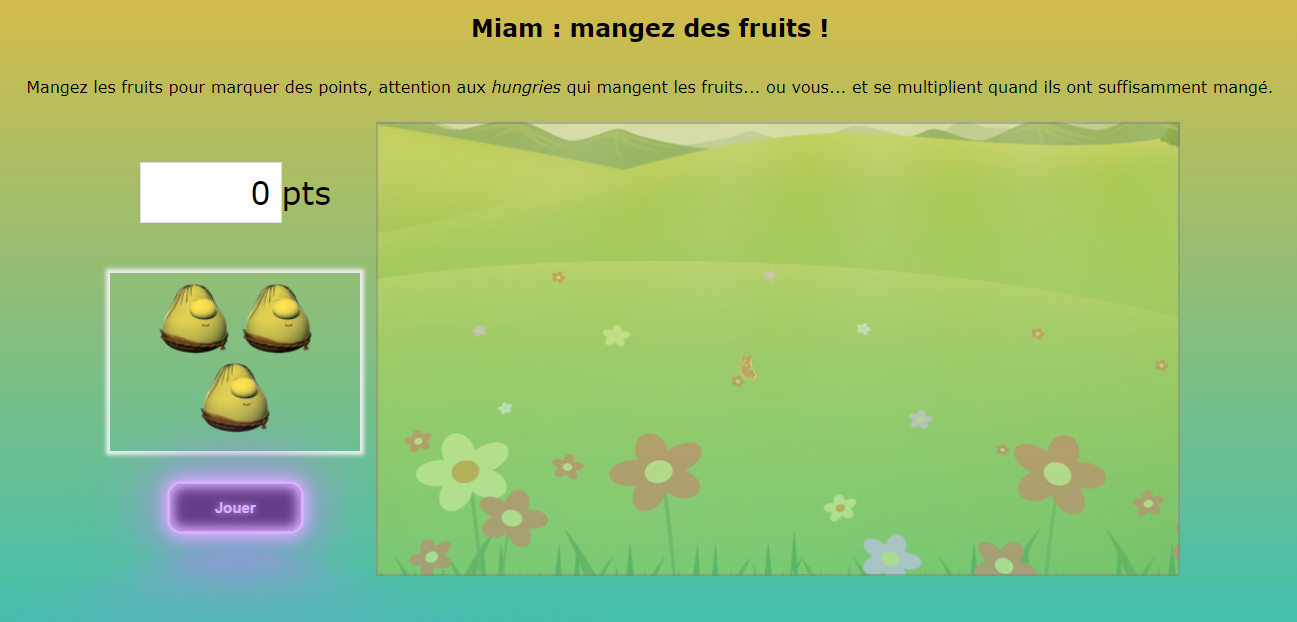 Miam : mangez des fruits !
Mangez les fruits pour marquer des points, attention aux hungries qui mangent les fruits... ou vous... et se multiplient quand ils ont suffisamment mangé.
0 pts
Jouer